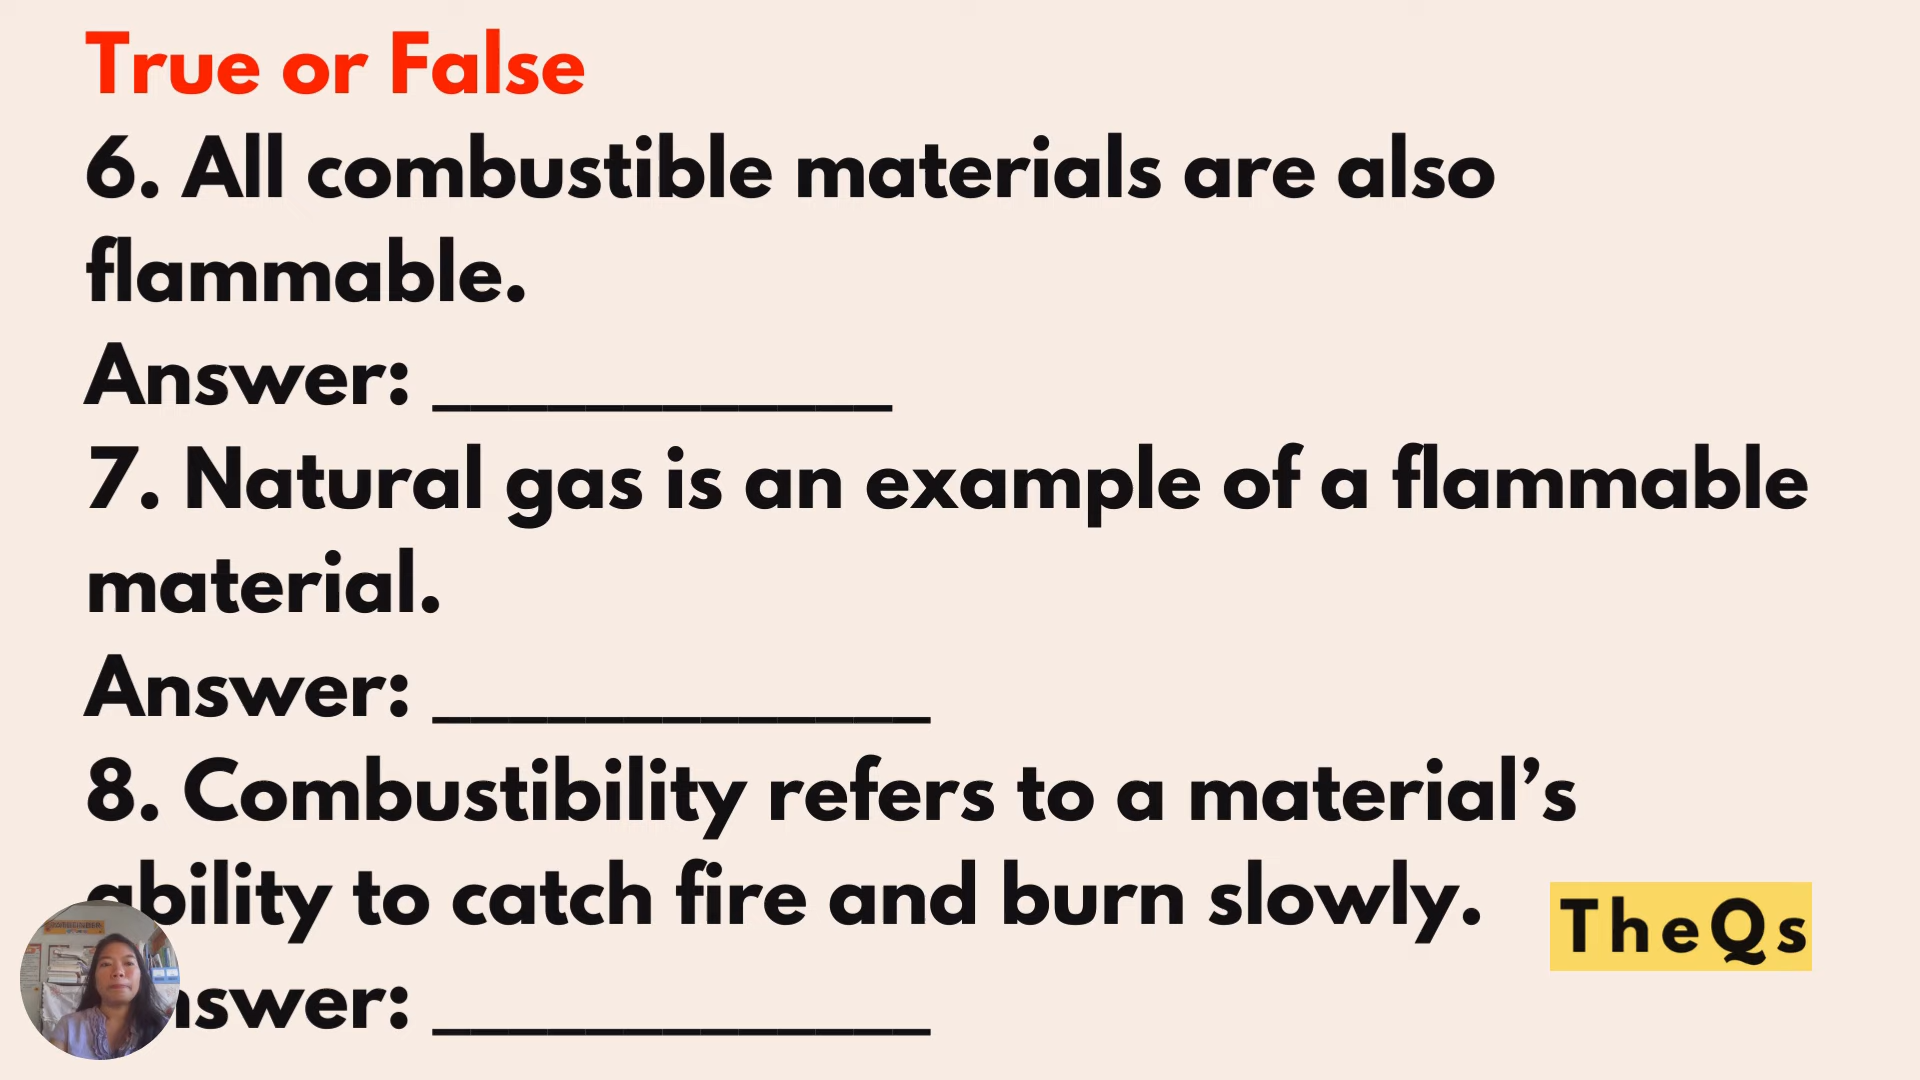 True or False
6. All combustible materials are also
flammable.
Answer: ____________
7. Natural gas is an example of a flammable
material.
Answer: _____________
8. Combustibility refers to a material’s
ability to catch fire and burn slowly.
TheQs
Answer: _____________